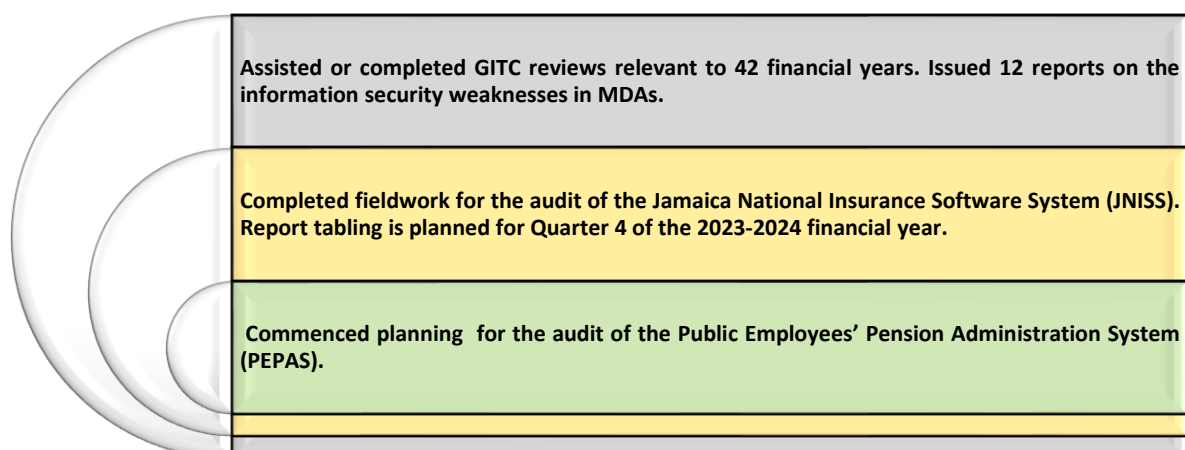 Assisted or completed GITC reviews relevant to 42 financial years. Issued 12 reports on the
information security weaknesses in MDAs.
Completed fieldwork for the audit of the Jamaica National Insurance Software System (JNISS).
Report tabling is planned for Quarter 4 of the 2023-2024 financial year.
Commenced planning for the audit of the Public Employees’ Pension Administration System
(PEPAS).